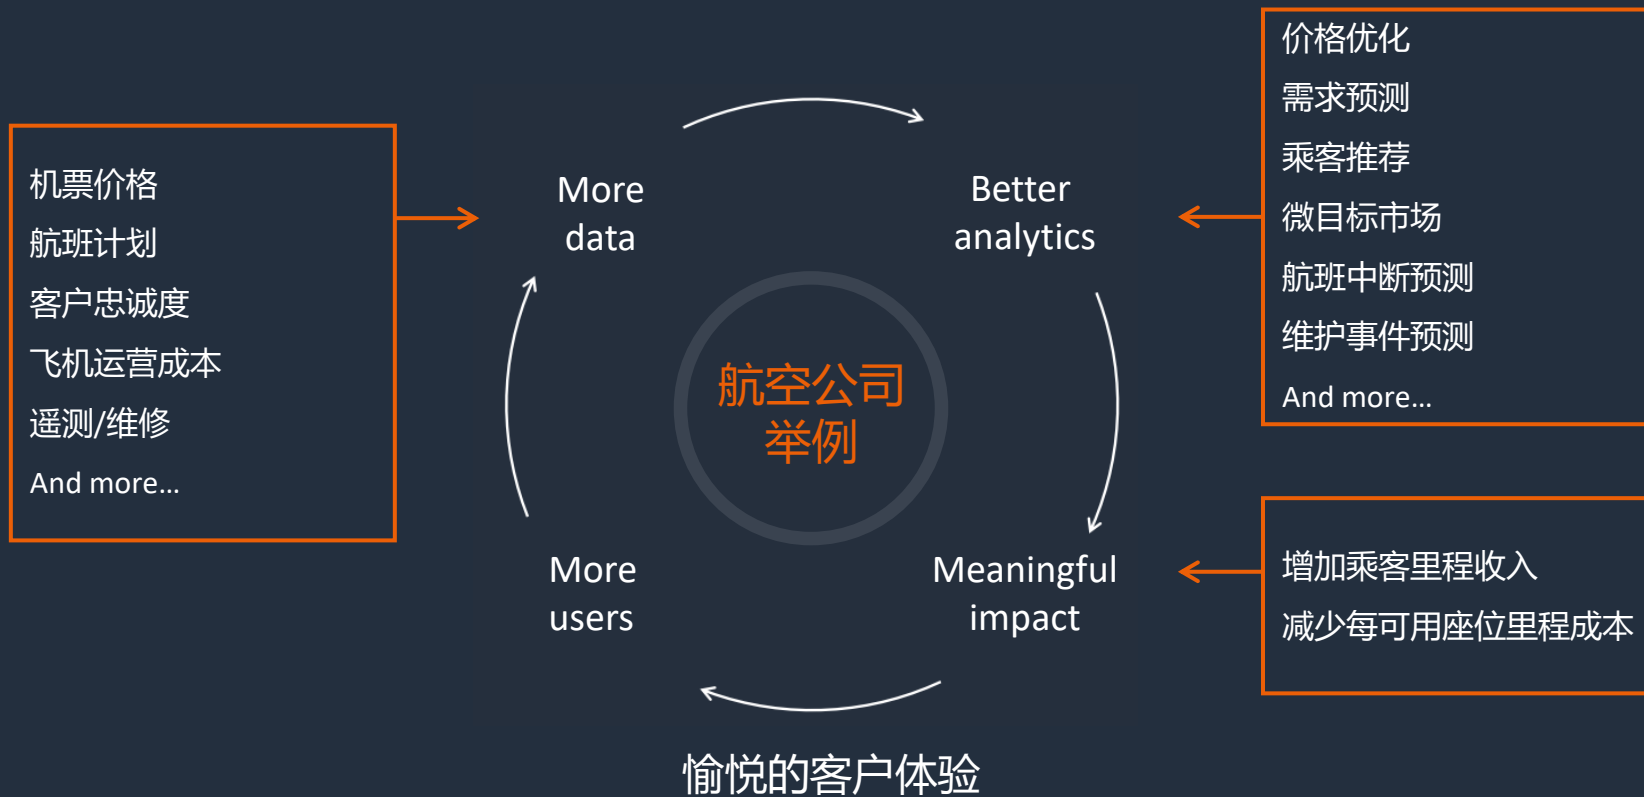 机票价格
航班计划
客户忠诚度
飞机运营成本
遥测/维修
And more...
More
data
Better
analytics
价格优化
需求预测
乘客推荐
微目标市场
航班中断预测
维护事件预测
And more...
航空公司
举例
More
users
Meaningful
impact
增加乘客里程收入
减少每可用座位里程成本
愉悦的客户体验